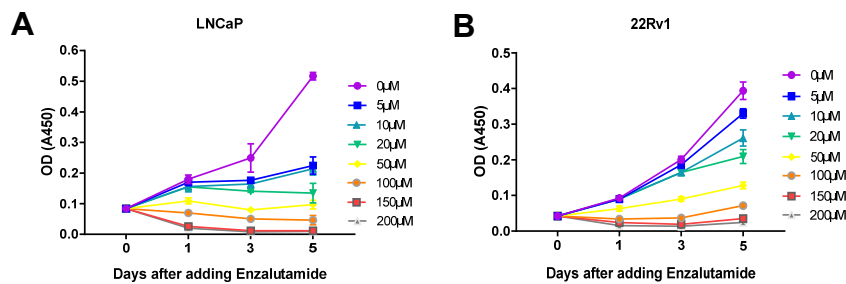 A
LNCaP
OD (A450)
0.6
0.5
0.4
0.3
0.2
0.1
0.0
0
1
3
5
Days after adding Enzalutamide
0μM
5μM
10μM
20μM
50μM
100μM
150μM
200μM
B
22Rv1
OD (A450)
0.5
0.4
0.3
0.2
0.1
0.0
0
1
3
5
Days after adding Enzalutamide
0μM
5μM
10μM
20μM
50μM
100μM
150μM
200μM